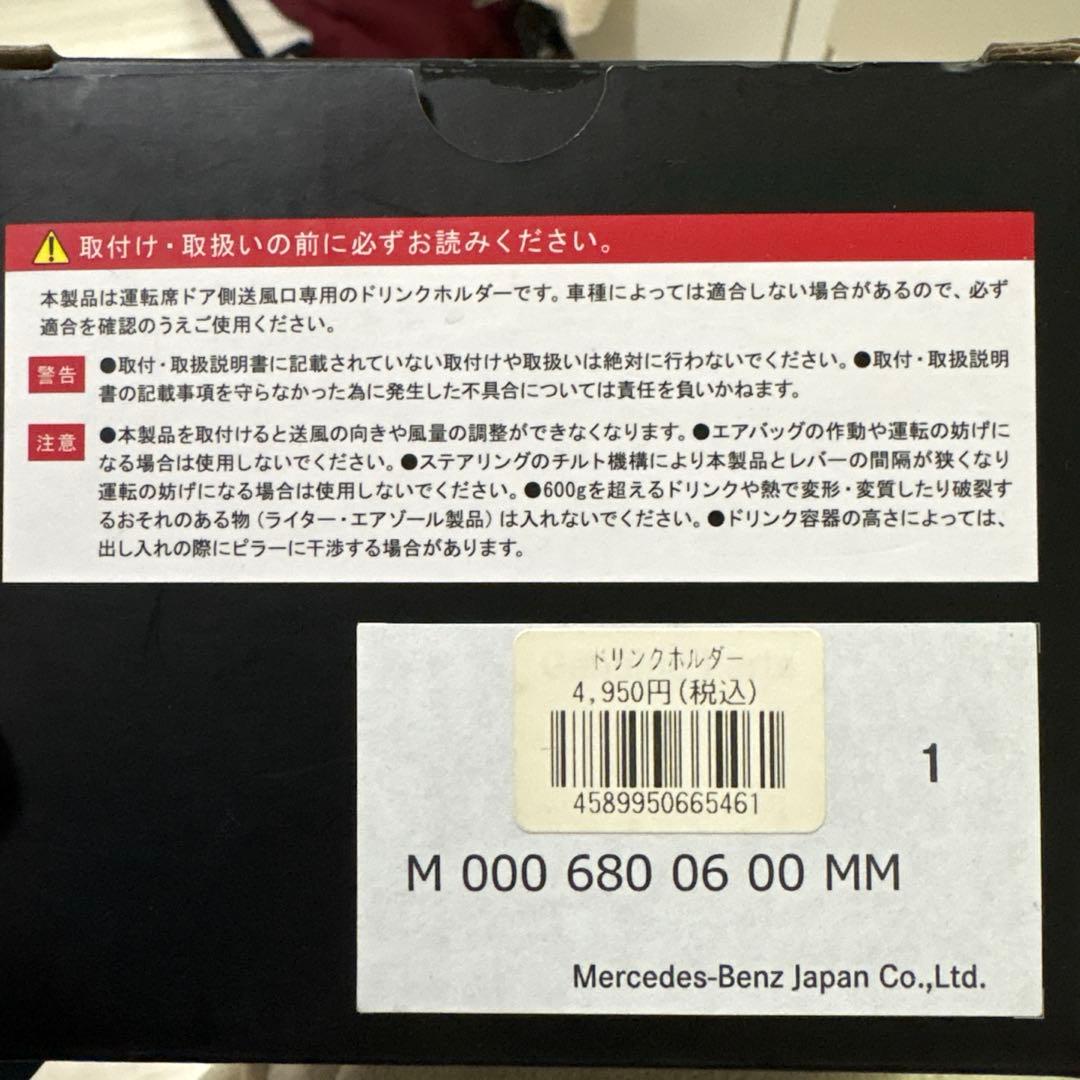 取付け・取扱いの前に必ずお読みください。
本製品は運転席ドア側送風口専用のドリンクホルダーです。車種によっては適合しない場合があるので、必ず
適合を確認のうえご使用ください。
警告
●取付・取扱説明書に記載されていない取付けや取扱いは絶対に行わないでください。●取付・取扱説明
書の記載事項を守らなかった為に発生した不具合については責任を負いかねます。
注意
●本製品を取付けると送風の向きや風量の調整ができなくなります。●エアバッグの作動や運転の妨げに
なる場合は使用しないでください。●ステアリングのチルト機構により本製品とレバーの間隔が狭くなり
運転の妨げになる場合は使用しないでください。●600gを超えるドリンクや熱で変形・変質したり破裂す
るおそれのある物（ライター・エアゾール製品）は入れないでください。●ドリンク容器の高さによっては、
出し入れの際にピラーに干渉する場合があります。
ドリンクホルダー
4,950円(税込)
4589950665461
1
M 000 680 06 00 MM
Mercedes-Benz Japan Co.,Ltd.